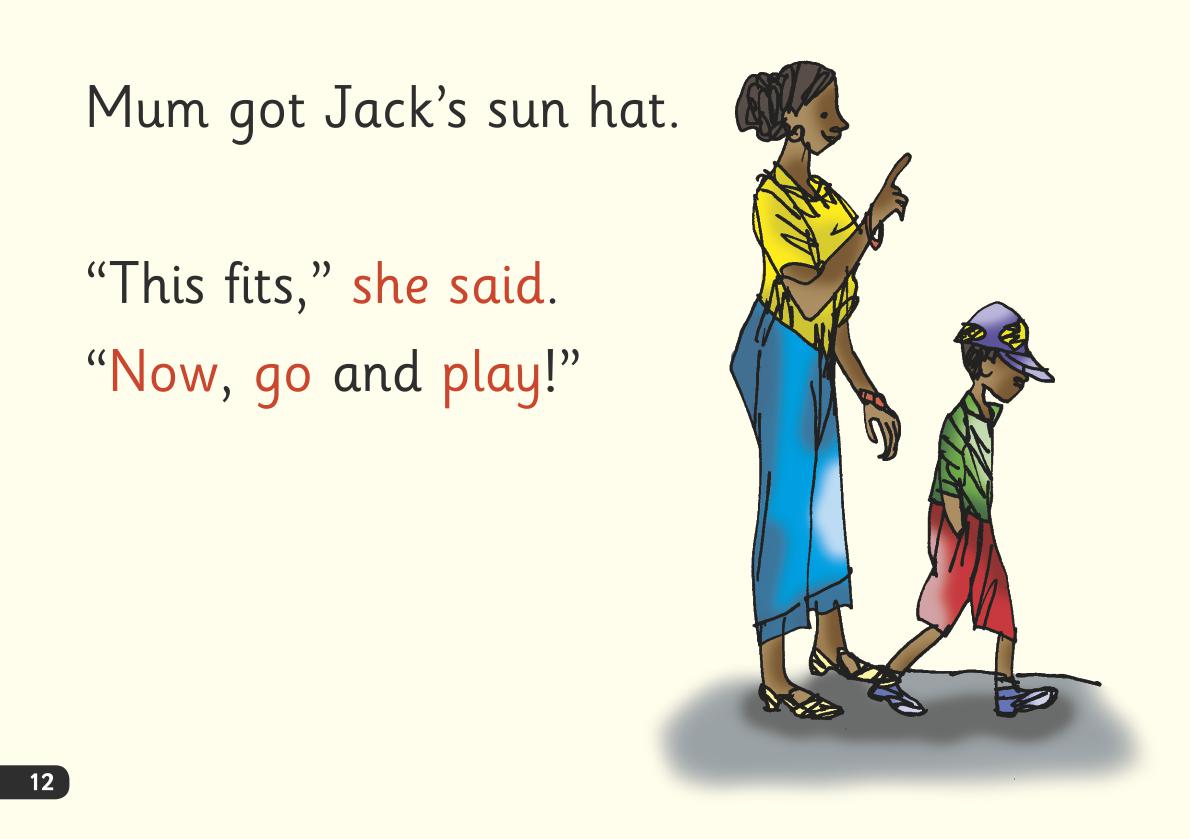 Mum got Jack’s sun hat.
“This fits,” she said.
“Now, go and play!”
12